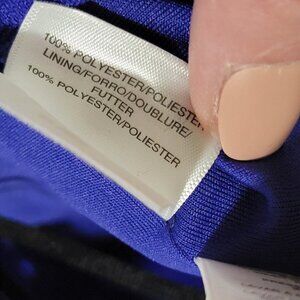 100% POLYESTER/POLIESTER
LINING/FORRO/DOUBLURE/
FUTTER
100% POLYESTER/POLIESTER